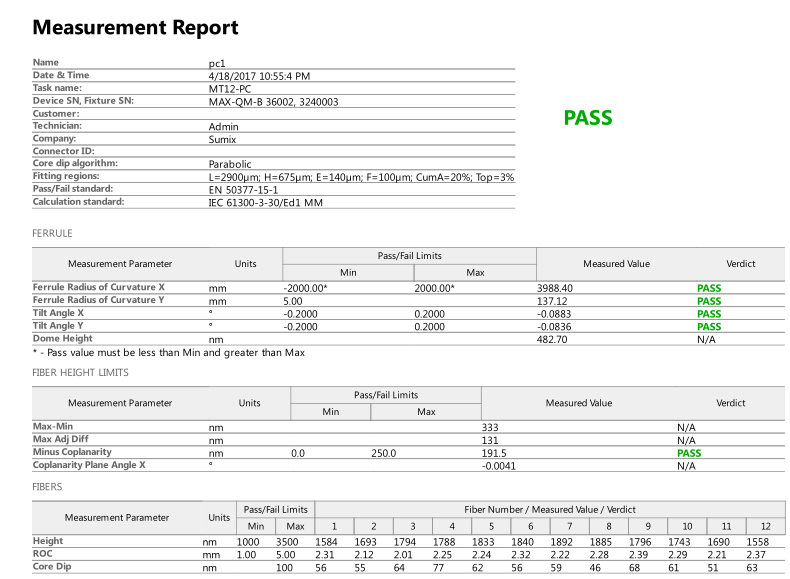 Measurement Report
Name pc1
Date & Time 4/18/2017 10:55:4 PM
Task name: MT12-PC
Device SN, Fixture SN: MAX-QM-B 36002, 3240003
Customer:
Technician: Admin
Company: Sumix
Connector ID:
Core dip algorithm: Parabolic
Fitting regions: L=2900µm; H=675µm; E=140µm; F=100µm; CumA=20%; Top=3%
Pass/Fail standard: EN 50377-15-1
Calculation standard: IEC 61300-3-30/Ed1 MM
PASS
FERRULE
Measurement Parameter Units Pass/Fail Limits Measured Value Verdict
Min Max
Ferrule Radius of Curvature X mm -2000.00* 2000.00* 3988.40 PASS
Ferrule Radius of Curvature Y mm 5.00 137.12 PASS
Tilt Angle X ° -0.2000 0.2000 -0.0883 PASS
Tilt Angle Y ° -0.2000 0.2000 -0.0836 PASS
Dome Height nm 482.70 N/A
* - Pass value must be less than Min and greater than Max
FIBER HEIGHT LIMITS
Measurement Parameter Units Pass/Fail Limits Measured Value Verdict
Min Max
Max-Min nm 333 N/A
Max Adj Diff nm 131 N/A
Minus Coplanarity nm 0.0 250.0 191.5 PASS
Coplanarity Plane Angle X ° -0.0041 N/A
FIBERS
Measurement Parameter Units Pass/Fail Limits Fiber Number / Measured Value / Verdict
Min Max 1 2 3 4 5 6 7 8 9 10 11 12
Height nm 1000 3500 1584 1693 1794 1788 1833 1840 1892 1885 1796 1743 1690 1558
ROC mm 1.00 5.00 2.31 2.12 2.01 2.25 2.24 2.32 2.22 2.28 2.39 2.29 2.21 2.37
Core Dip nm 100 56 55 64 77 62 56 59 46 68 61 51 63